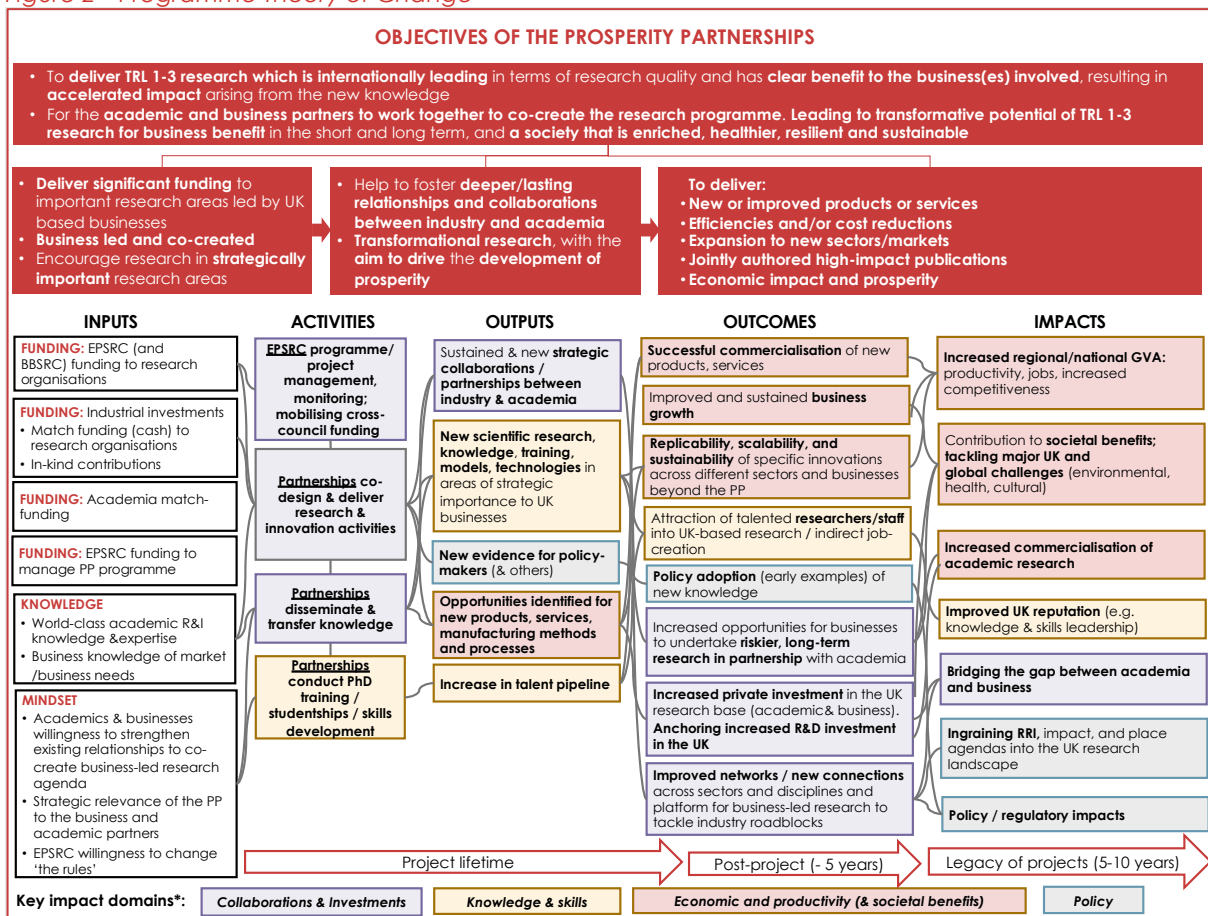 Figure 2 Programme Theory of Change
OBJECTIVES OF THE PROSPERITY PARTNERSHIPS
• To deliver TRL 1-3 research which is internationally leading in terms of research quality and has clear benefit to the business(es) involved, resulting in
accelerated impact arising from the new knowledge
• For the academic and business partners to work together to co-create the research programme. Leading to transformative potential of TRL 1-3
research for business benefit in the short and long term, and a society that is enriched, healthier, resilient and sustainable
• Deliver significant funding to
important research areas led by UK
based businesses
• Business led and co-created
• Encourage research in strategically
important research areas
• Help to foster deeper/lasting
relationships and collaborations
between industry and academia
• Transformational research, with the
aim to drive the development of
prosperity
To deliver:
• New or improved products or services
• Efficiencies and/or cost reductions
• Expansion to new sectors/markets
• Jointly authored high-impact publications
• Economic impact and prosperity
INPUTS
FUNDING: EPSRC (and
BBSRC) funding to research
organisations
FUNDING: Industrial investments
• Match funding (cash) to
research organisations
• In-kind contributions
FUNDING: Academia match-
funding
FUNDING: EPSRC funding to
manage PP programme
KNOWLEDGE
• World-class academic R&I
knowledge &expertise
• Business knowledge of market
/business needs
MINDSET
• Academics & businesses
willingness to strengthen
existing relationships to co-
create business-led research
agenda
• Strategic relevance of the PP
to the business and
academic partners
• EPSRC willingness to change
‘the rules’
ACTIVITIES
EPSRC programme/
project
management,
monitoring;
mobilising cross-
council funding
Partnerships co-
design & deliver
research &
innovation activities
Partnerships
disseminate &
transfer knowledge
Partnerships
conduct PhD
training /
studentships / skills
development
OUTPUTS
Sustained & new strategic
collaborations /
partnerships between
industry & academia
New scientific research,
knowledge, training,
models, technologies in
areas of strategic
importance to UK
businesses
New evidence for policy-
makers (& others)
Opportunities identified for
new products, services,
manufacturing methods
and processes
Increase in talent pipeline
OUTCOMES
Successful commercialisation of new
products, services
Improved and sustained business
growth
Replicability, scalability, and
sustainability of specific innovations
across different sectors and businesses
beyond the PP
Attraction of talented researchers/staff
into UK-based research / indirect job-
creation
Policy adoption (early examples) of
new knowledge
Increased opportunities for businesses
to undertake riskier, long-term
research in partnership with academia
Increased private investment in the UK
research base (academic& business).
Anchoring increased R&D investment
in the UK
Improved networks / new connections
across sectors and disciplines and
platform for business-led research to
tackle industry roadblocks
IMPACTS
Increased regional/national GVA:
productivity, jobs, increased
competitiveness
Contribution to societal benefits;
tackling major UK and
global challenges (environmental,
health, cultural)
Increased commercialisation of
academic research
Improved UK reputation (e.g.
knowledge & skills leadership)
Bridging the gap between academia
and business
Ingraining RRI, impact, and place
agendas into the UK research
landscape
Policy / regulatory impacts
Project lifetime
Post-project (- 5 years)
Legacy of projects (5-10 years)
Key impact domains*:
Collaborations & Investments
Knowledge & skills
Economic and productivity (& societal benefits)
Policy